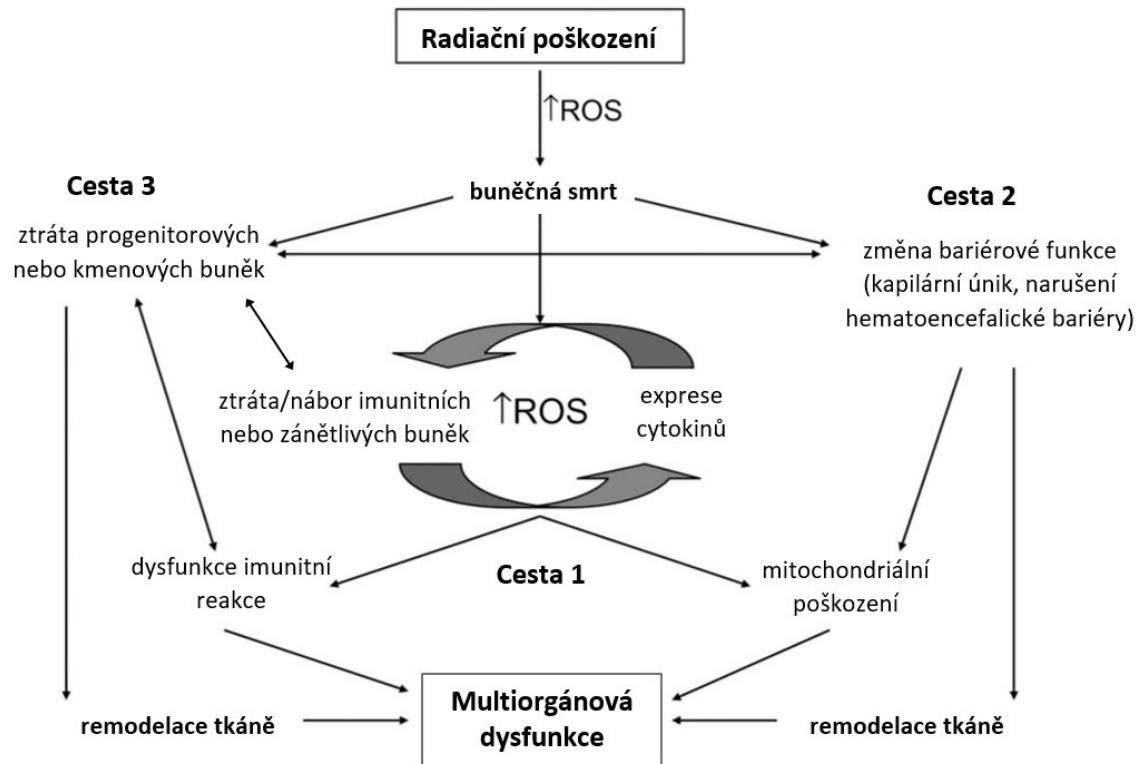 Radiační poškození
↑ROS
buněčná smrt
Cesta 3
ztráta progenitorových
nebo kmenových buněk
Cesta 2
změna bariérové funkce
(kapilární únik, narušení
hematoencefalické bariéry)
ztráta/nábor imunitních
nebo zánětlivých buněk
↑ROS
exprese
cytokinů
dysfunkce imunitní
reakce
Cesta 1
mitochondriální
poškození
remodelace tkáně
Multiorgánová
dysfunkce
remodelace tkáně